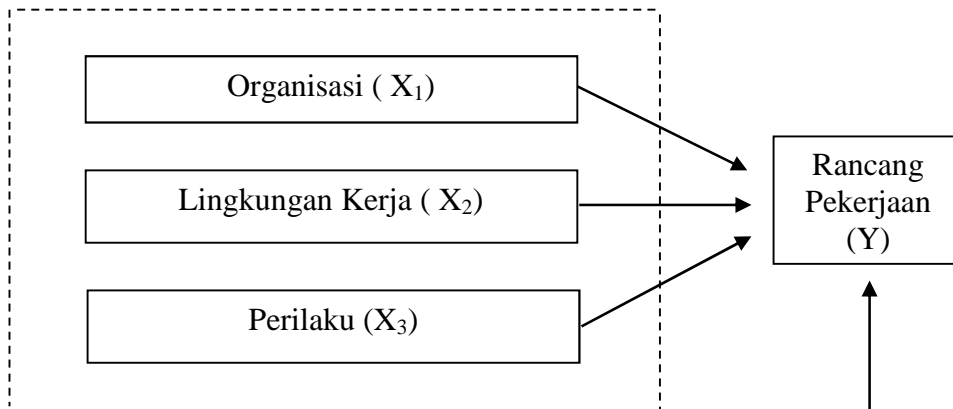 Organisasi ( X₁)
Lingkungan Kerja ( X₂)
Perilaku (X₃)
Rancang
Pekerjaan
(Y)